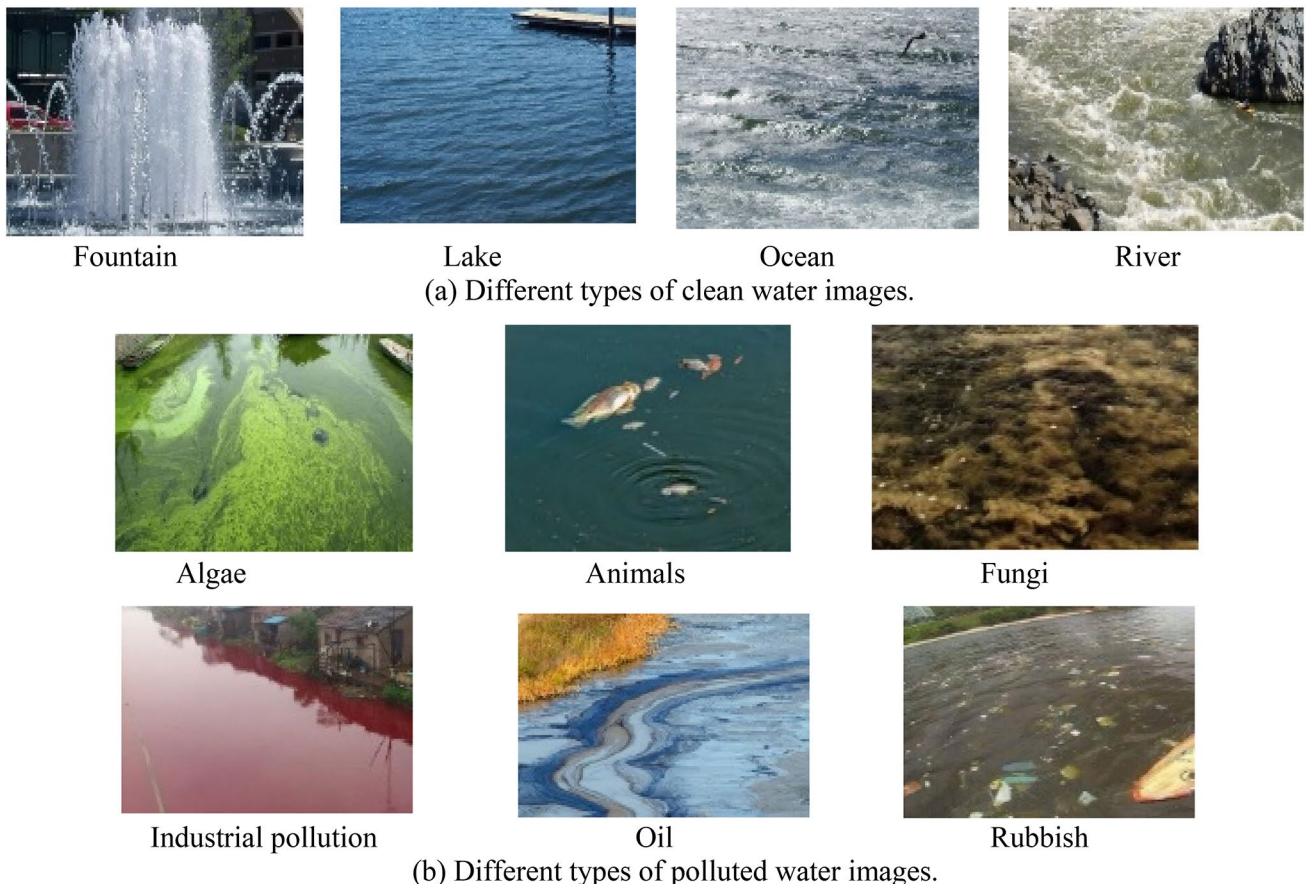 Fountain Lake Ocean River
(a) Different types of clean water images.
Algae Animals Fungi
Industrial pollution Oil Rubbish
(b) Different types of polluted water images.